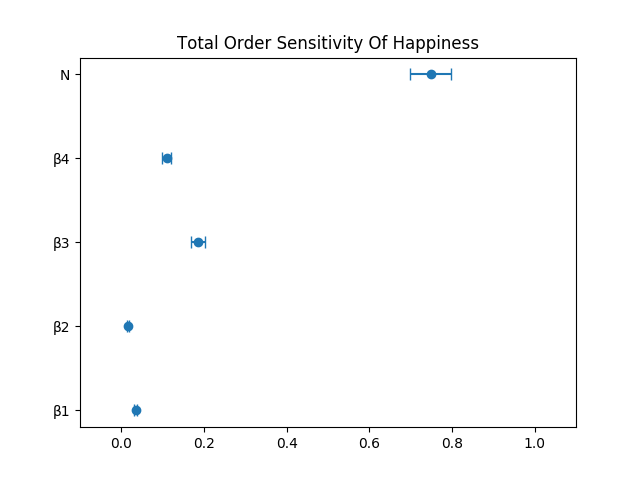 Total Order Sensitivity Of Happiness
N
β4
β3
β2
β1
0.0 0.2 0.4 0.6 0.8 1.0